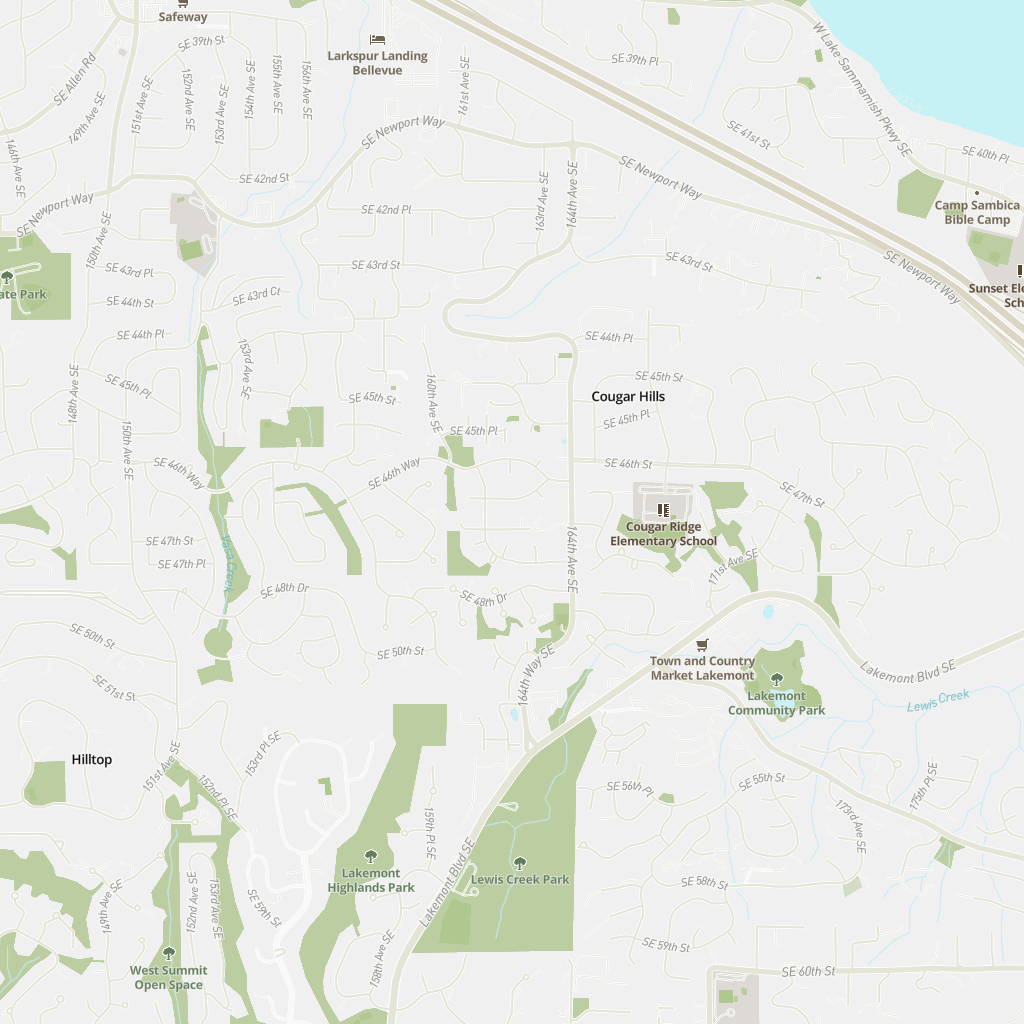 Safeway
SE 39th St
Larkspur Landing
Bellevue
SE 39th Pl
W Lake Sammamish Pkwy SE
SE Allen Rd
149th Ave SE
151st Ave SE
152nd Ave SE
153rd Ave SE
154th Ave SE
155th Ave SE
156th Ave SE
161st Ave SE
146th Ave SE
SE Newport Way
SE 41st St
SE 40th Pl
SE Newport Way
SE 42nd St
SE Newport Way
150th Ave SE
SE 42nd Pl
163rd Ave SE
164th Ave SE
Camp Sambica
Bible Camp
SE 43rd Pl
SE 43rd St
SE 43rd St
SE Newport Way
ate Park
SE 44th St
SE 43rd Ct
Sunset Ele
Sch
SE 44th Pl
SE 44th Pl
153rd Ave SE
148th Ave SE
SE 45th Pl
160th Ave SE
SE 45th St
SE 45th St
Cougar Hills
SE 45th Pl
SE 45th Pl
150th Ave SE
SE 46th Way
SE 46th Way
SE 46th St
SE 47th St
Cougar Ridge
Elementary School
SE 47th St
SE 47th Pl
Vasa Creek
164th Ave SE
171st Ave SE
SE 48th Dr
SE 48th Dr
SE 50th St
SE 50th St
164th Way SE
Town and Country
Market Lakemont
Lakemont Blvd SE
SE 51st St
Lakemont
Community Park
Lewis Creek
Hilltop
151st Ave SE
153rd Pl SE
152nd Pl SE
SE 56th Pl
SE 55th St
175th Pl SE
173rd Ave SE
159th Pl SE
Lakemont
Highlands Park
Lakemont Blvd SE
Lewis Creek Park
SE 58th St
149th Ave SE
152nd Ave SE
153rd Ave SE
SE 59th St
158th Ave SE
SE 59th St
West Summit
Open Space
SE 60th St